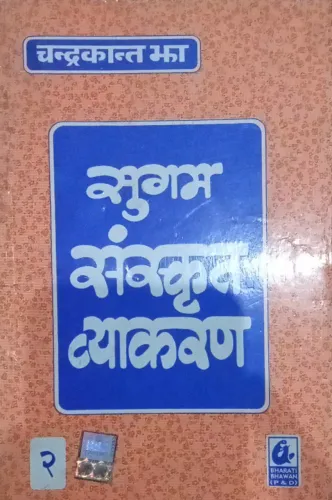 चन्द्रकान्त झा
सुगम
संस्कृत
व्याकरण
२
BHARATI
BHAWAN
(P & D)